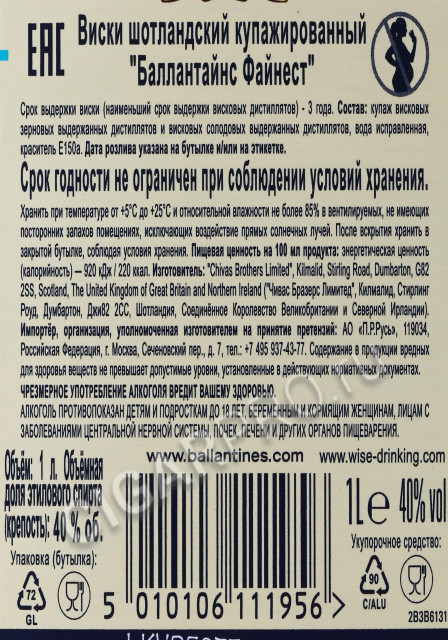 EAC
Виски шотландский купажированный
"Баллантайнс Файнест"
Срок выдержки виски (наименьший срок выдержки висковых дистиллятов) - 3 года. Состав: купаж висковых
зерновых выдержанных дистиллятов и висковых солодовых выдержанных дистиллятов, вода исправленная,
краситель Е150а. Дата розлива указана на бутылке и/или на этикетке.
Срок годности не ограничен при соблюдении условий хранения.
Хранить при температуре от +5°С до +25°С и относительной влажности не более 85% в вентилируемых, не имеющих
посторонних запахов помещениях, исключающих воздействие прямых солнечных лучей. После вскрытия хранить в
закрытой бутылке, соблюдая условия хранения. Пищевая ценность на 100 мл продукта: энергетическая ценность
(калорийность) — 920 кДж / 220 ккал. Изготовитель: "Chivas Brothers Limited", Kilmalid, Stirling Road, Dumbarton, G82
2SS, Scotland, The United Kingdom of Great Britain and Northern Ireland ("Чивас Бразерс Лимитед", Килмалид, Стирлинг
Роуд, Думбартон, Джи82 2СС, Шотландия, Соединённое Королевство Великобритании и Северной Ирландии).
Импортёр, организация, уполномоченная изготовителем на принятие претензий: АО «П.Р.Русь», 119034,
Российская Федерация, г. Москва, Сеченовский пер., д. 7, тел.: +7 495 937-43-77. Содержание в продукции вредных
для здоровья веществ не превышает допустимые уровни, установленные в действующих нормативных документах.
ЧРЕЗМЕРНОЕ УПОТРЕБЛЕНИЕ АЛКОГОЛЯ ВРЕДИТ ВАШЕМУ ЗДОРОВЬЮ.
АЛКОГОЛЬ ПРОТИВОПОКАЗАН ДЕТЯМ И ПОДРОСТКАМ ДО 18 ЛЕТ, БЕРЕМЕННЫМ И КОРМЯЩИМ ЖЕНЩИНАМ, ЛИЦАМ С
ЗАБОЛЕВАНИЯМИ ЦЕНТРАЛЬНОЙ НЕРВНОЙ СИСТЕМЫ, ПОЧЕК, ПЕЧЕНИ И ДРУГИХ ОРГАНОВ ПИЩЕВАРЕНИЯ.
www.ballantines.com www.wise-drinking.com
Объём: 1 л. Объёмная
доля этилового спирта
(крепость): 40 % об.
Упаковка (бутылка):
72
GL
5 010106 111956 >
1L e 40% vol
Укупорочное средство:
90
C/ALU
2B3B6131